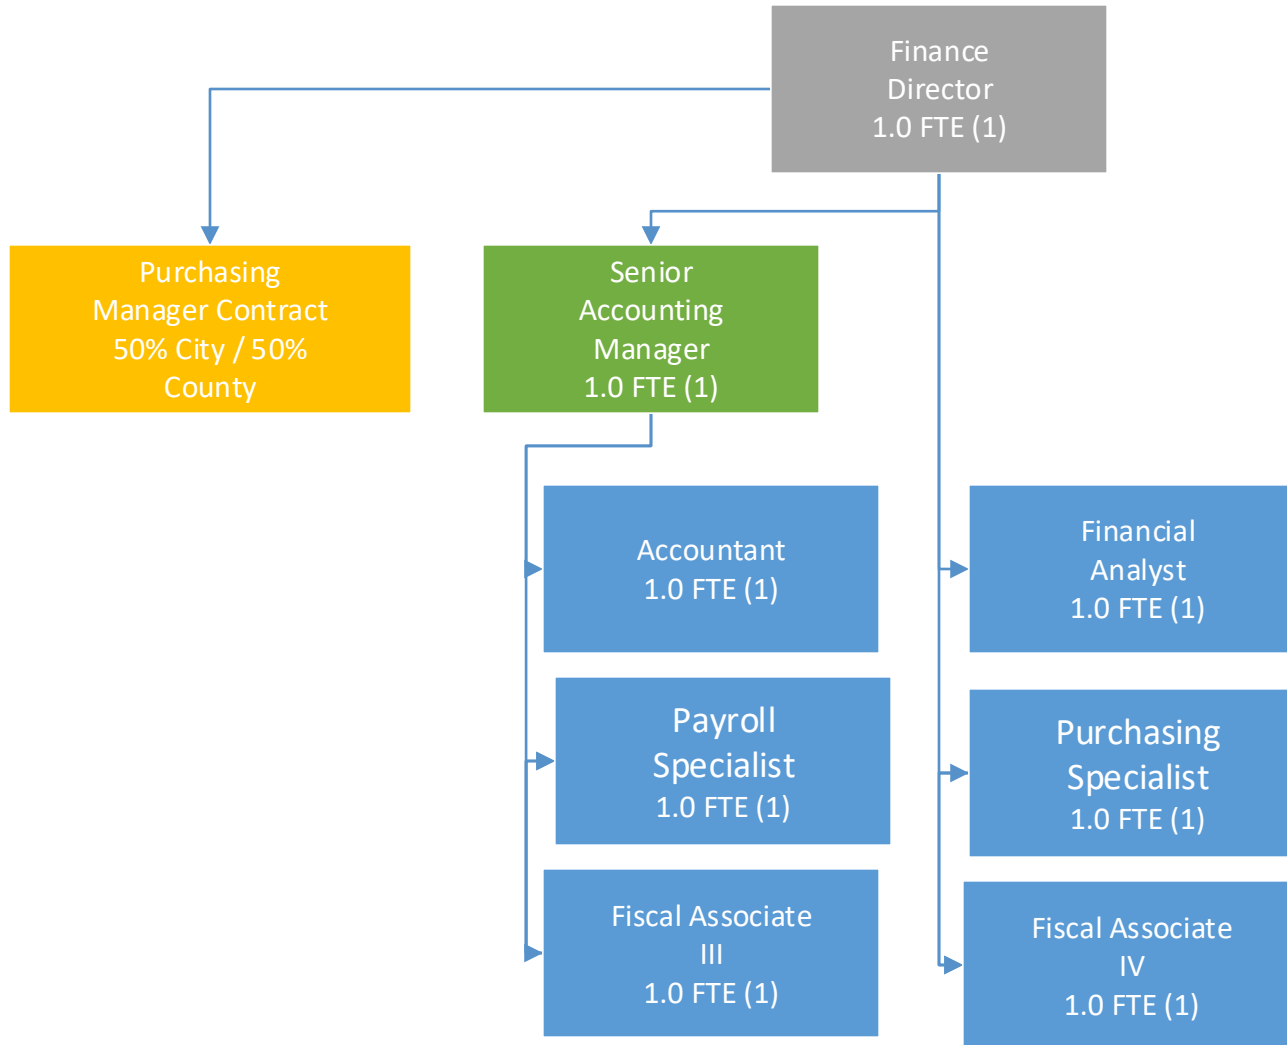 Finance
Director
1.0 FTE (1)
Purchasing
Manager Contract
50% City / 50%
County
Senior
Accounting
Manager
1.0 FTE (1)
Accountant
1.0 FTE (1)
Financial
Analyst
1.0 FTE (1)
Payroll
Specialist
1.0 FTE (1)
Purchasing
Specialist
1.0 FTE (1)
Fiscal Associate
III
1.0 FTE (1)
Fiscal Associate
IV
1.0 FTE (1)